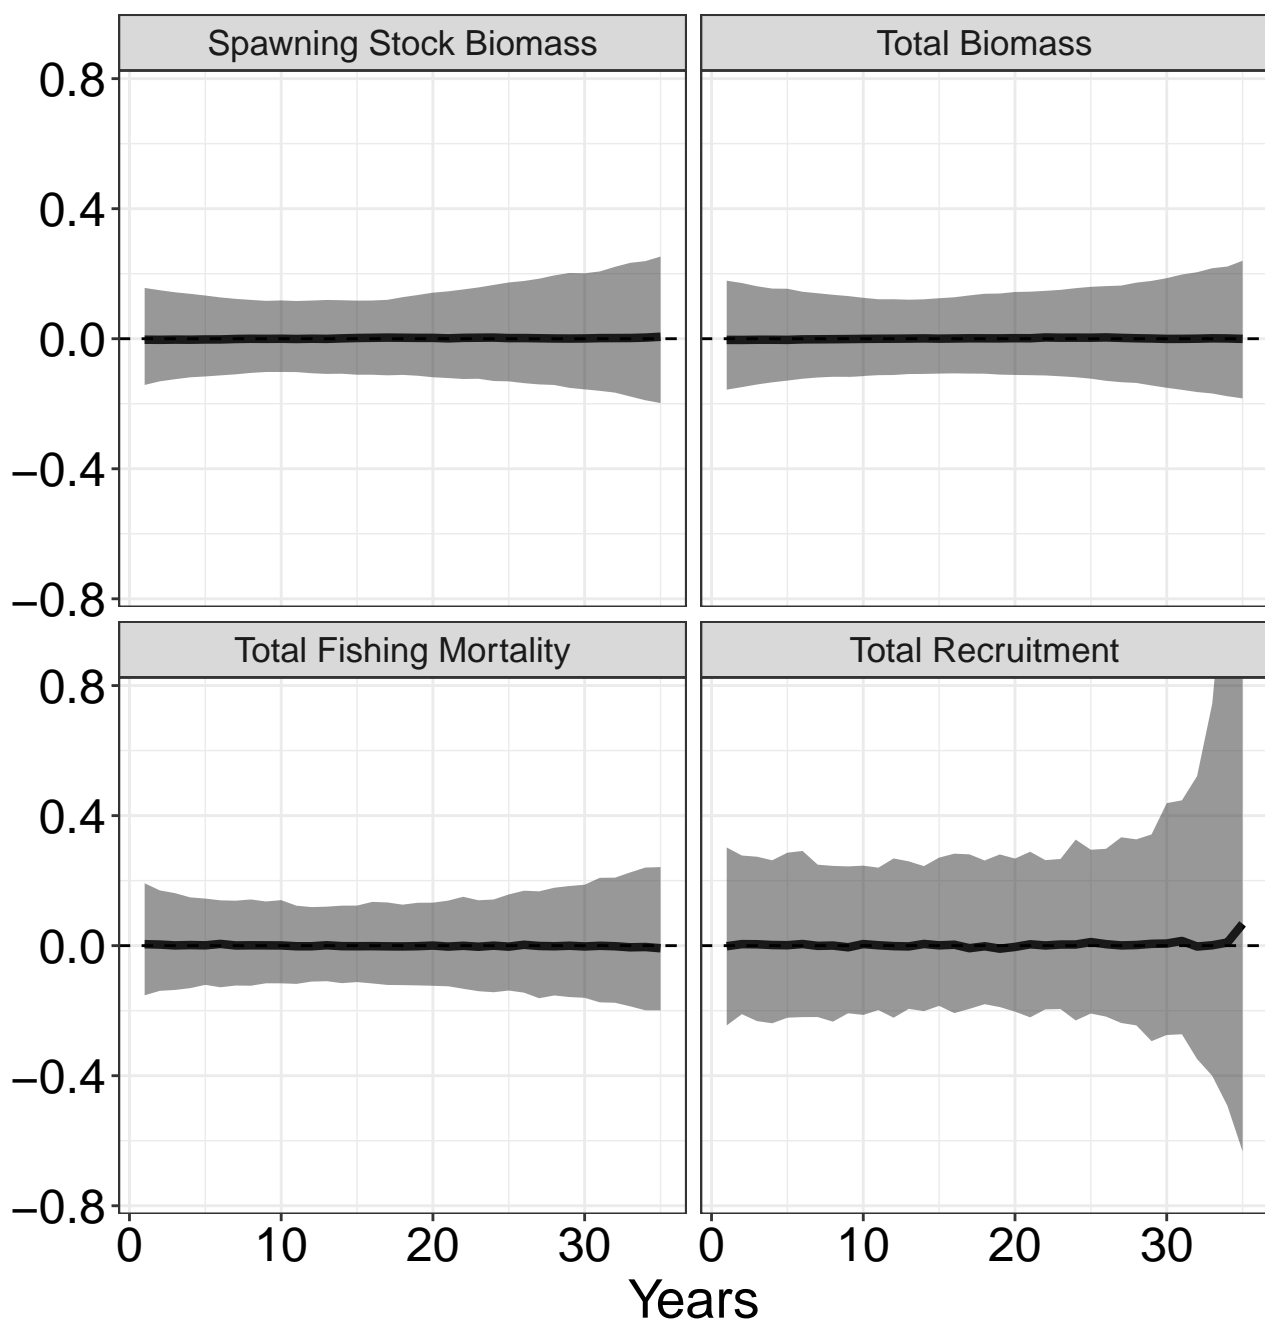 Spawning Stock Biomass
Total Biomass
0.8
0.4
0.0
−0.4
−0.8
Total Fishing Mortality
Total Recruitment
0.8
0.4
0.0
−0.4
−0.8
0 10 20 30
0 10 20 30
Years